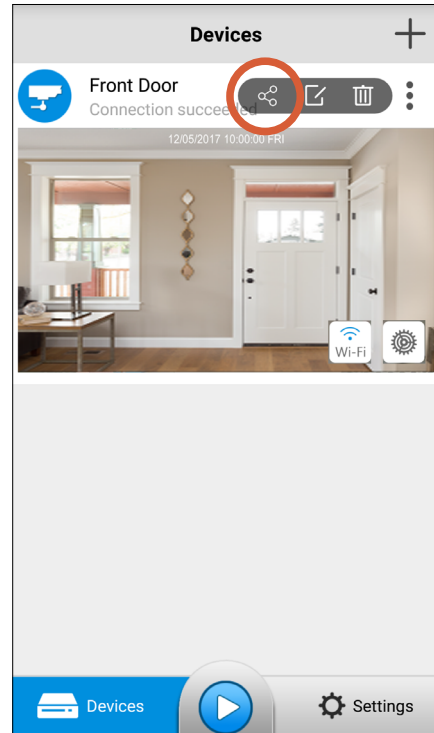 Devices
Front Door
Connection succeeded
12/05/2017 10:00:00 FRI
Wi-Fi
Devices
Settings